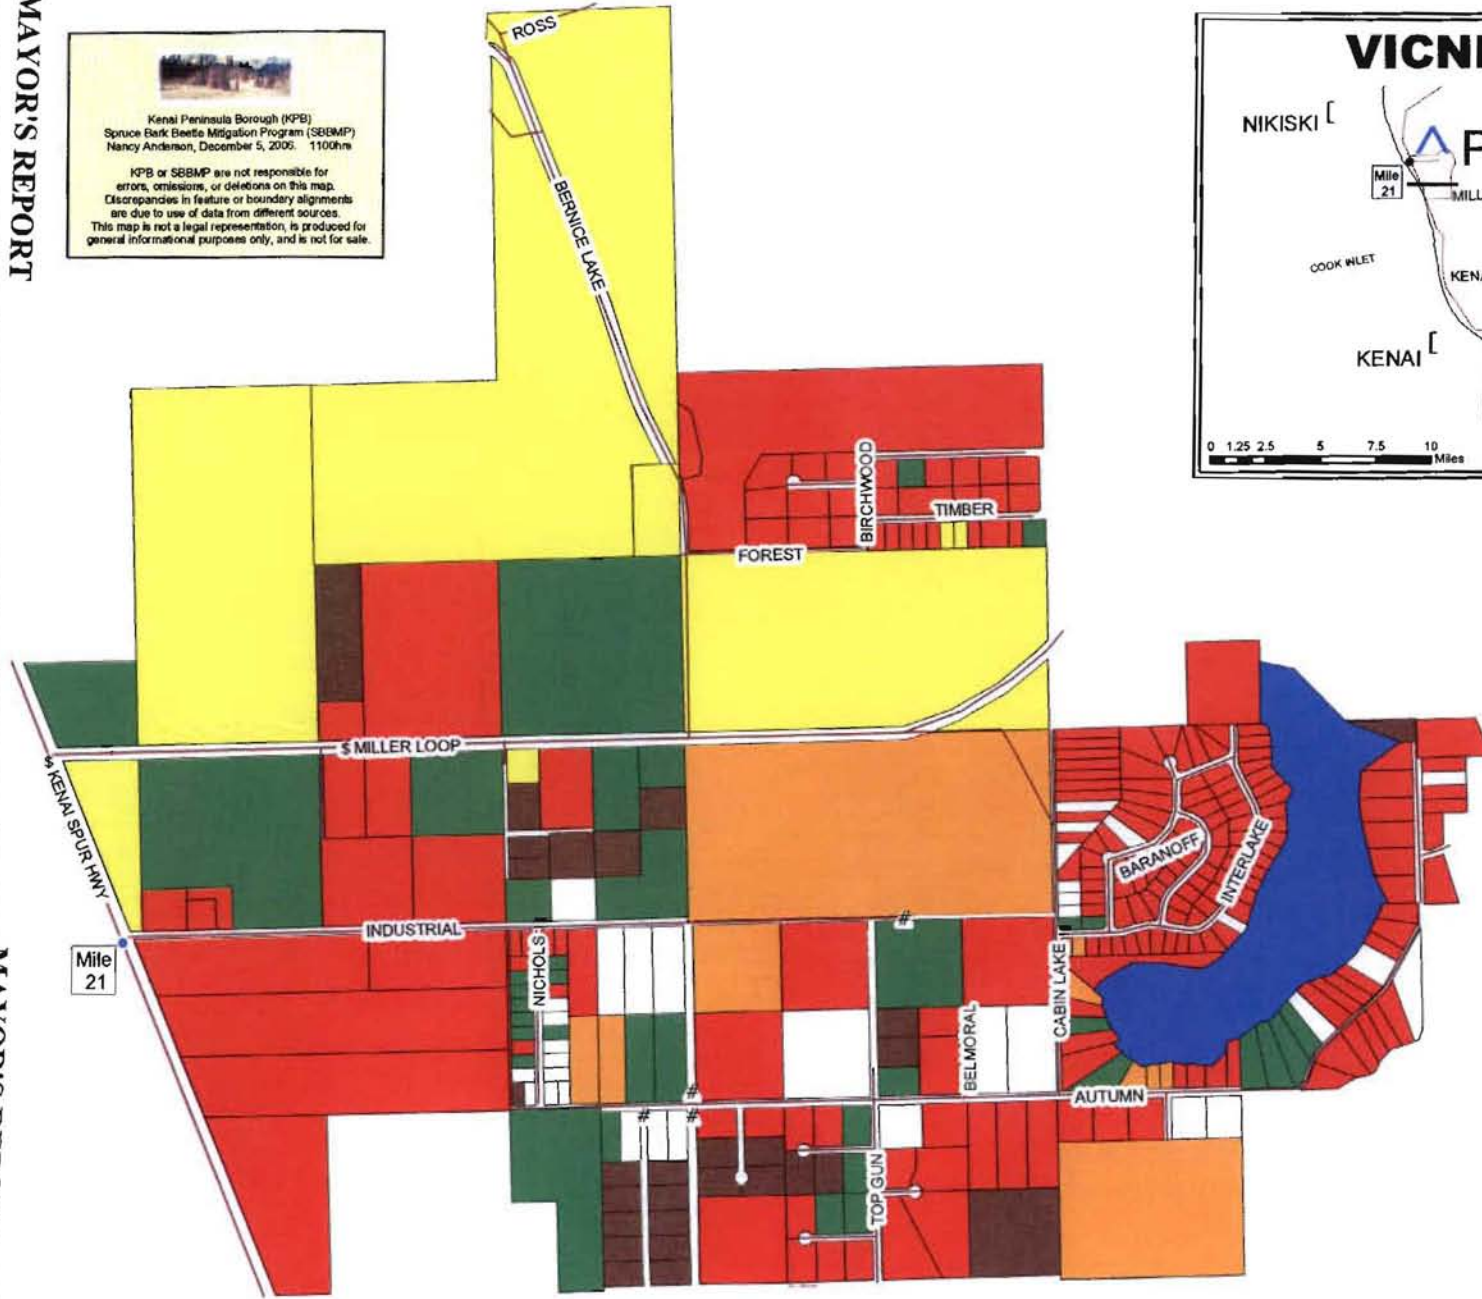 MAYOR'S REPORT
Kenai Peninsula Borough (KPB)
Spruce Bark Beetle Mitigation Program (SBBMP)
Nancy Anderson, December 5, 2006. 1100hrs
KPB or SBBMP are not responsible for
errors, omissions, or deletions on this map.
Discrepancies in feature or boundary alignments
are due to use of data from different sources.
This map is not a legal representation, is produced for
general informational purposes only, and is not for sale.
VICNI
NIKISKI [
P
Mile
21
MILL
COOK INLET
KENA
KENAI [
0 1.25 2.5 5 7.5 10
Miles
ROSS
BERNICE LAKE
BIRCHWOOD
TIMBER
FOREST
S MILLER LOOP
S KENAI SPUR HWY
BARANOFF
INTERLAKE
INDUSTRIAL
#
Mile
21
NICHOLS
CABIN LAKE
BELMORAL
#
# #
AUTUMN
TOP GUN